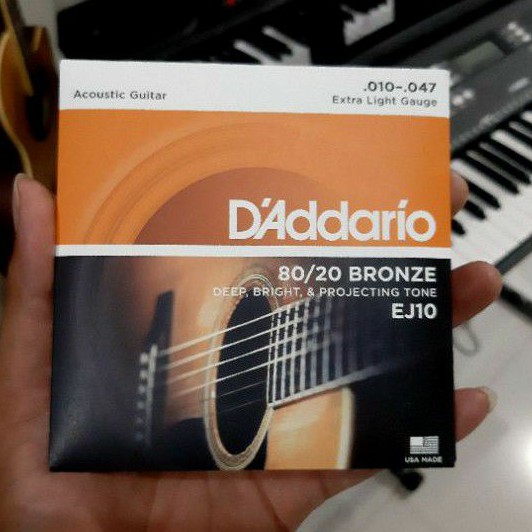 Acoustic Guitar
.010-.047
Extra Light Gauge
D'Addario
80/20 BRONZE
DEEP, BRIGHT, & PROJECTING TONE
EJ10
USA MADE